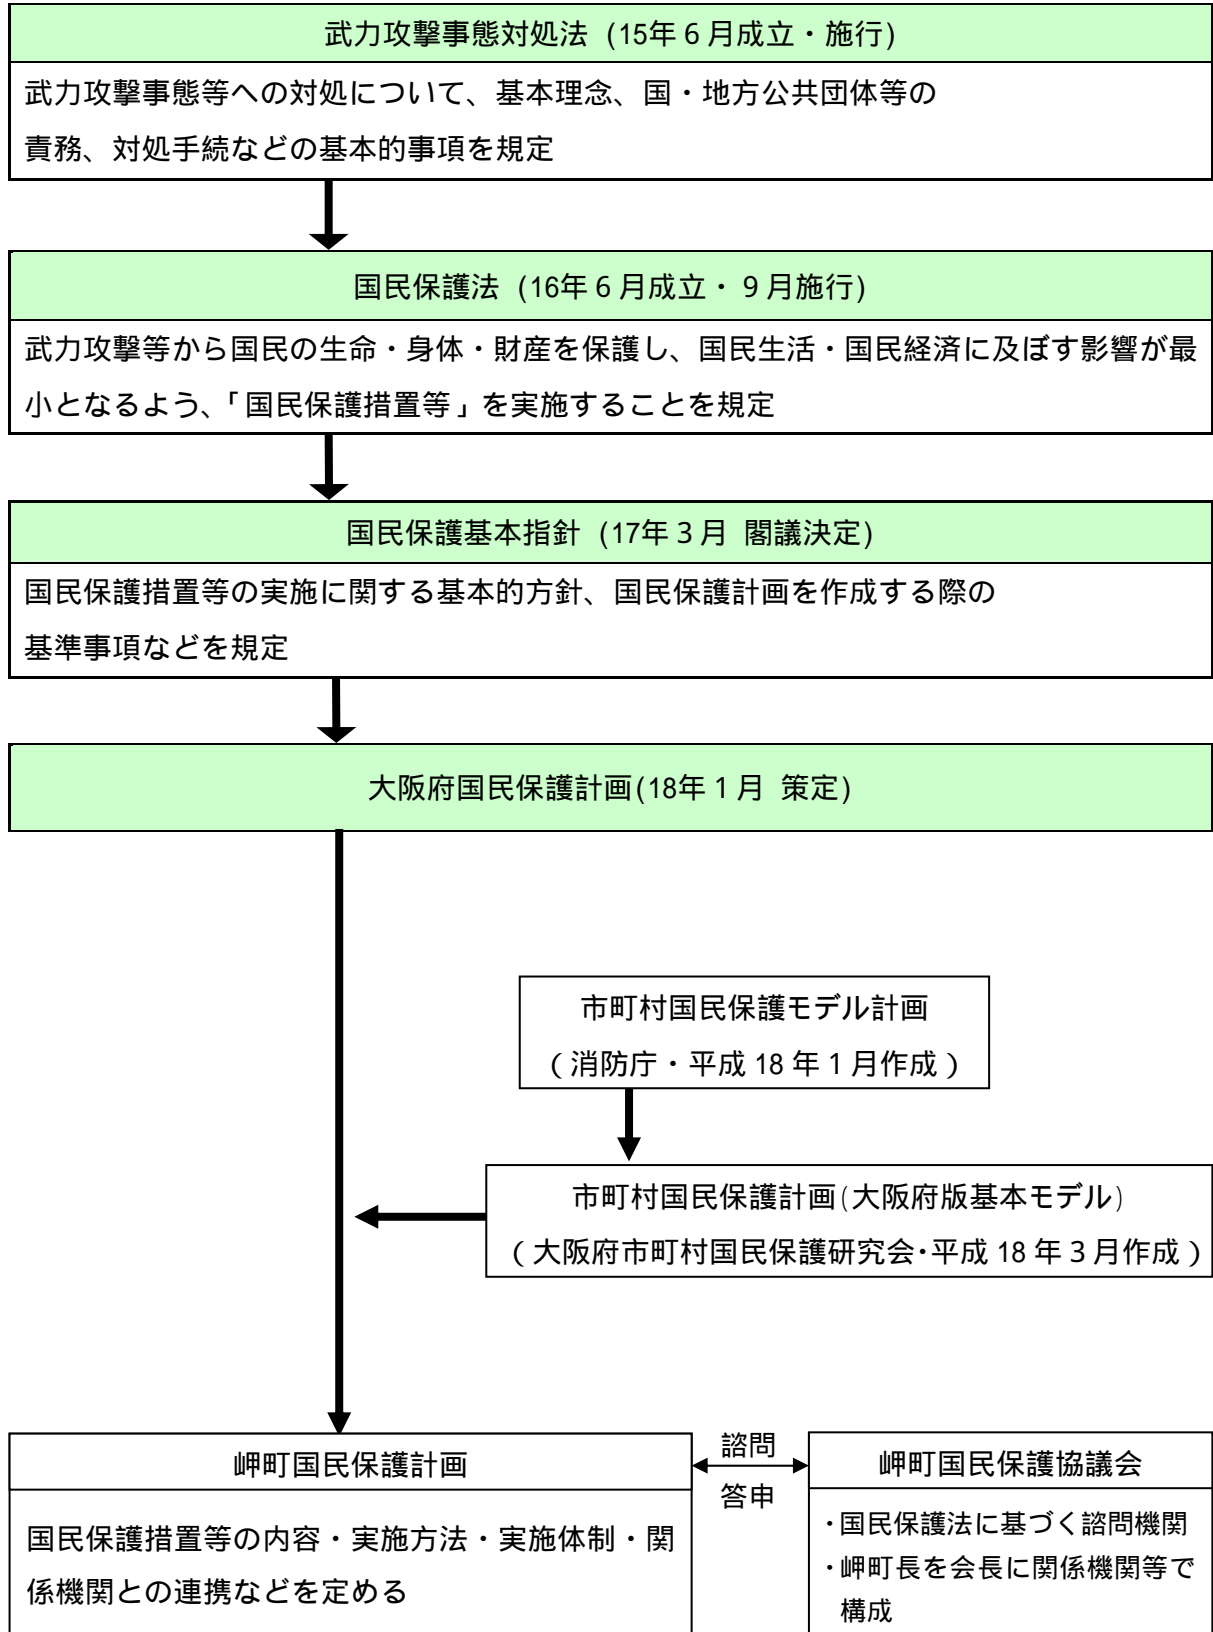 武力攻撃事態対処法 (15年６月成立・施行)
武力攻撃事態等への対処について、基本理念、国・地方公共団体等の
責務、対処手続などの基本的事項を規定
国民保護法 (16年６月成立・９月施行)
武力攻撃等から国民の生命・身体・財産を保護し、国民生活・国民経済に及ぼす影響が最
小となるよう、「国民保護措置等」を実施することを規定
国民保護基本指針 (17年３月 閣議決定)
国民保護措置等の実施に関する基本的方針、国民保護計画を作成する際の
基準事項などを規定
大阪府国民保護計画(18年１月 策定)
市町村国民保護モデル計画
（消防庁・平成 18 年１月作成）
市町村国民保護計画(大阪府版基本モデル)
（大阪府市町村国民保護研究会・平成 18 年３月作成）
岬町国民保護計画
国民保護措置等の内容・実施方法・実施体制・関
係機関との連携などを定める
諮問
答申
岬町国民保護協議会
・国民保護法に基づく諮問機関
・岬町長を会長に関係機関等で
構成